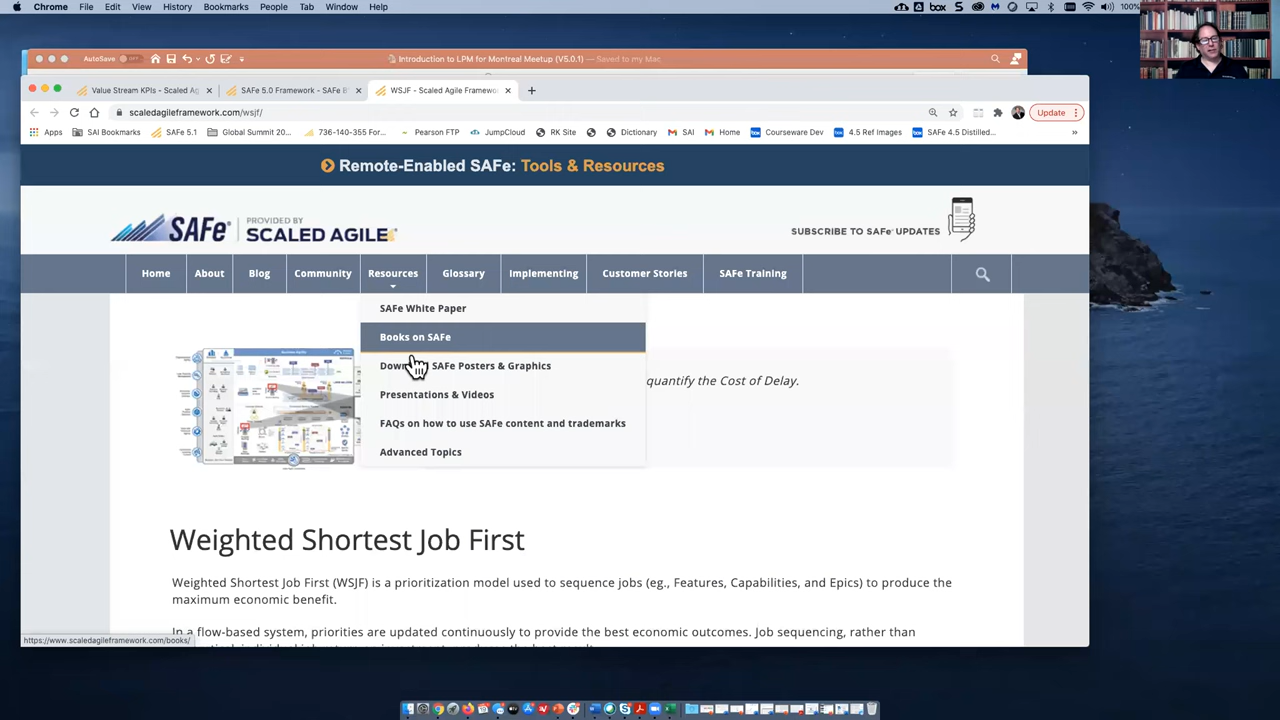 Chrome File Edit View History Bookmarks People Tab Window Help
box
100%
AutoSave OFF
Introduction to LPM for Montreal Meetup (V5.0.1) — Saved to my Mac
Value Stream KPIs - Scaled Ag
SAFe 5.0 Framework - SAFe B
WSJF - Scaled Agile Framewo
scaledagileframework.com/wsjf/
Update
Apps SAI Bookmarks SAFe 5.1 Global Summit 20... 736-140-355 For... Pearson FTP JumpCloud RK Site Dictionary SAI Home Courseware Dev 4.5 Ref Images SAFe 4.5 Distilled... »
Remote-Enabled SAFe: Tools & Resources
SAFe PROVIDED BY
SCALED AGILE
SUBSCRIBE TO SAFe UPDATES
Home About Blog Community Resources Glossary Implementing Customer Stories SAFe Training
SAFe White Paper
Books on SAFe
Down SAFe Posters & Graphics
quantify the Cost of Delay.
Presentations & Videos
FAQs on how to use SAFe content and trademarks
Advanced Topics
Weighted Shortest Job First
Weighted Shortest Job First (WSJF) is a prioritization model used to sequence jobs (eg., Features, Capabilities, and Epics) to produce the
maximum economic benefit.
In a flow-based system, priorities are updated continuously to provide the best economic outcomes. Job sequencing, rather than
https://www.scaledagileframework.com/books/